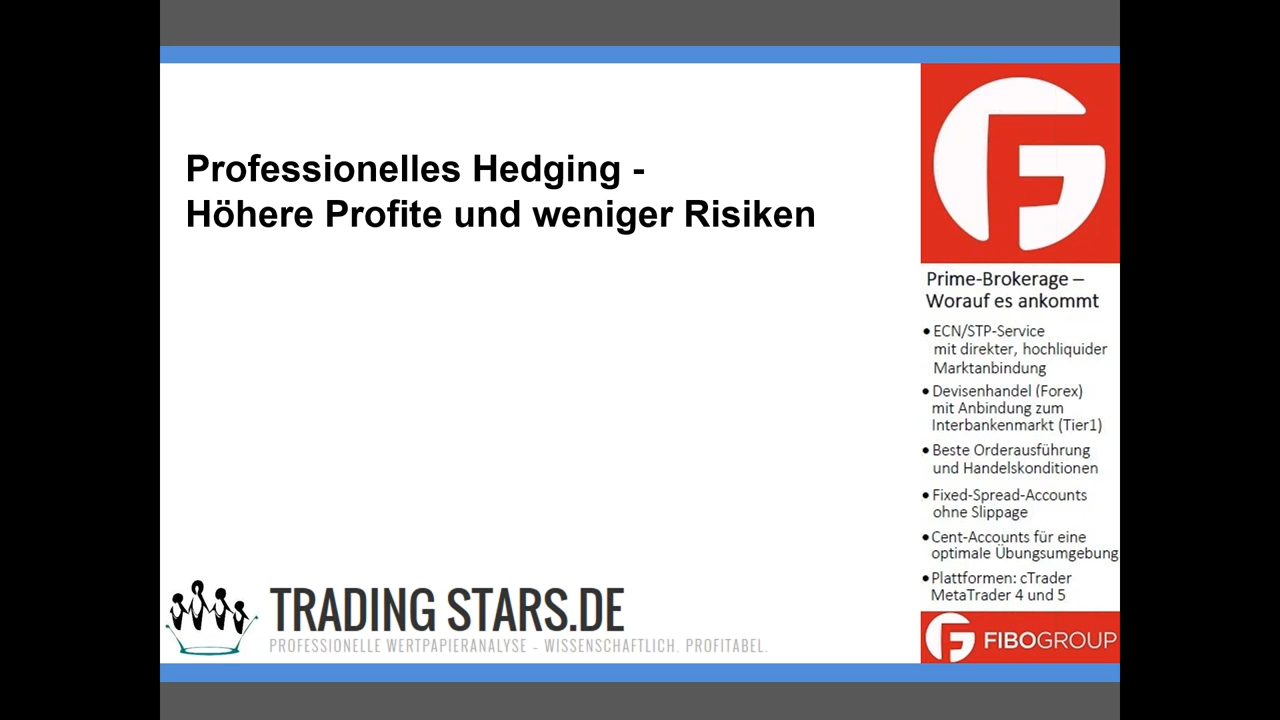 Professionelles Hedging -
Höhere Profite und weniger Risiken
Prime-Brokerage –
Worauf es ankommt
• ECN/STP-Service
mit direkter, hochliquider
Marktanbindung
• Devisenhandel (Forex)
mit Anbindung zum
Interbankenmarkt (Tier1)
• Beste Orderausführung
und Handelskonditionen
• Fixed-Spread-Accounts
ohne Slippage
• Cent-Accounts für eine
optimale Übungsumgebung
• Plattformen: cTrader
MetaTrader 4 und 5
FIBOGROUP
TRADING STARS.DE
PROFESSIONELLE WERTPAPIERANALYSE - WISSENSCHAFTLICH. PROFITABEL.